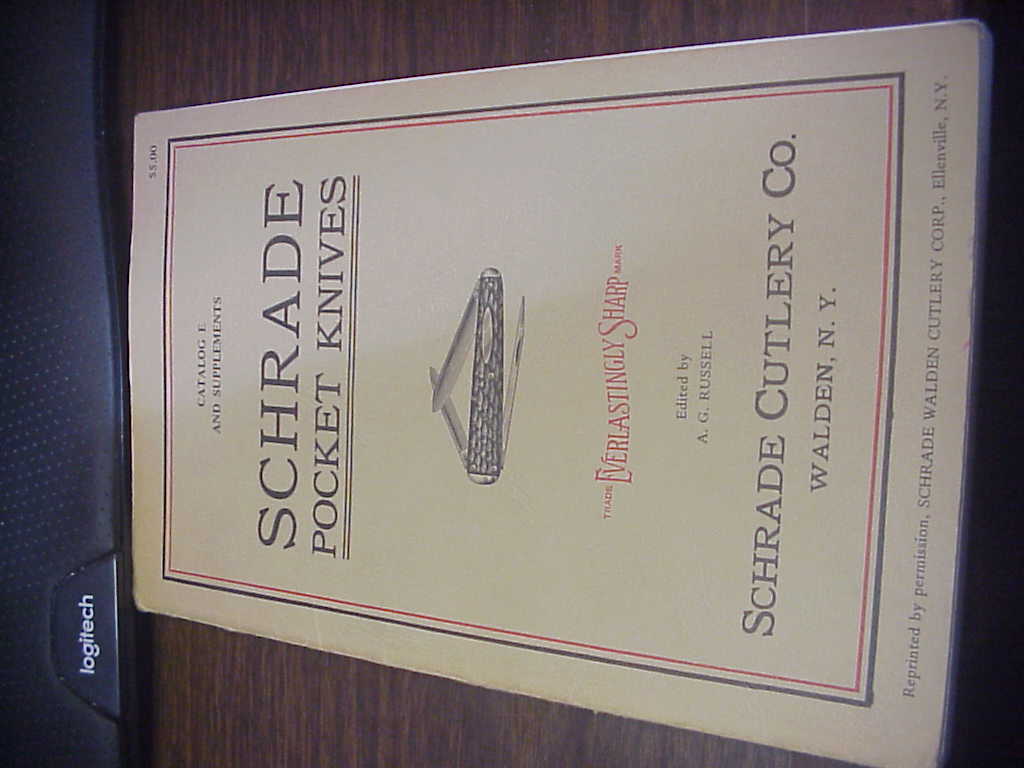 $5.00
CATALOG E
AND SUPPLEMENTS
SCHRADE
POCKET KNIVES
TRADE EVERLASTINGLY SHARP MARK
Edited by
A. G. RUSSELL
SCHRADE CUTLERY CO.
WALDEN, N. Y.
Reprinted by permission, SCHRADE WALDEN CUTLERY CORP., Ellenville, N.Y.
logitech